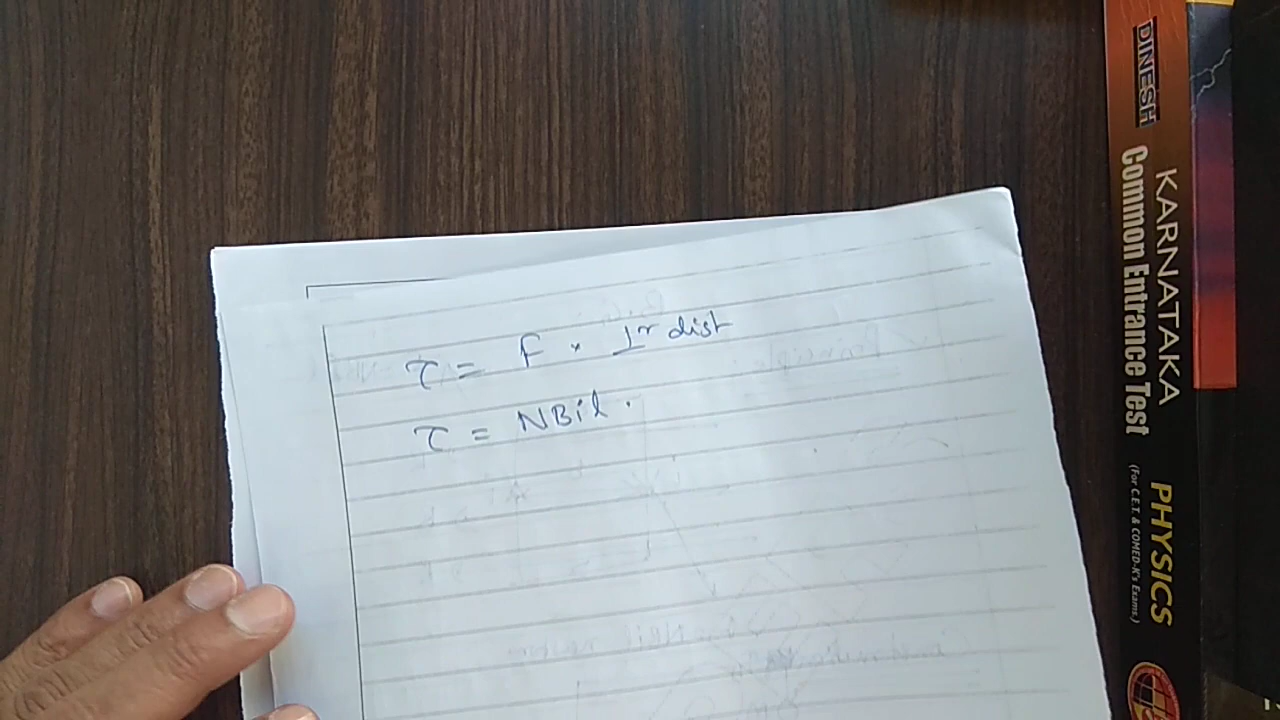 τ = F × ⊥r dist
τ = NBil.
DINESH
KARNATAKA
Common Entrance Test
PHYSICS
(For C.E.T. & COMED-K's Exams.)